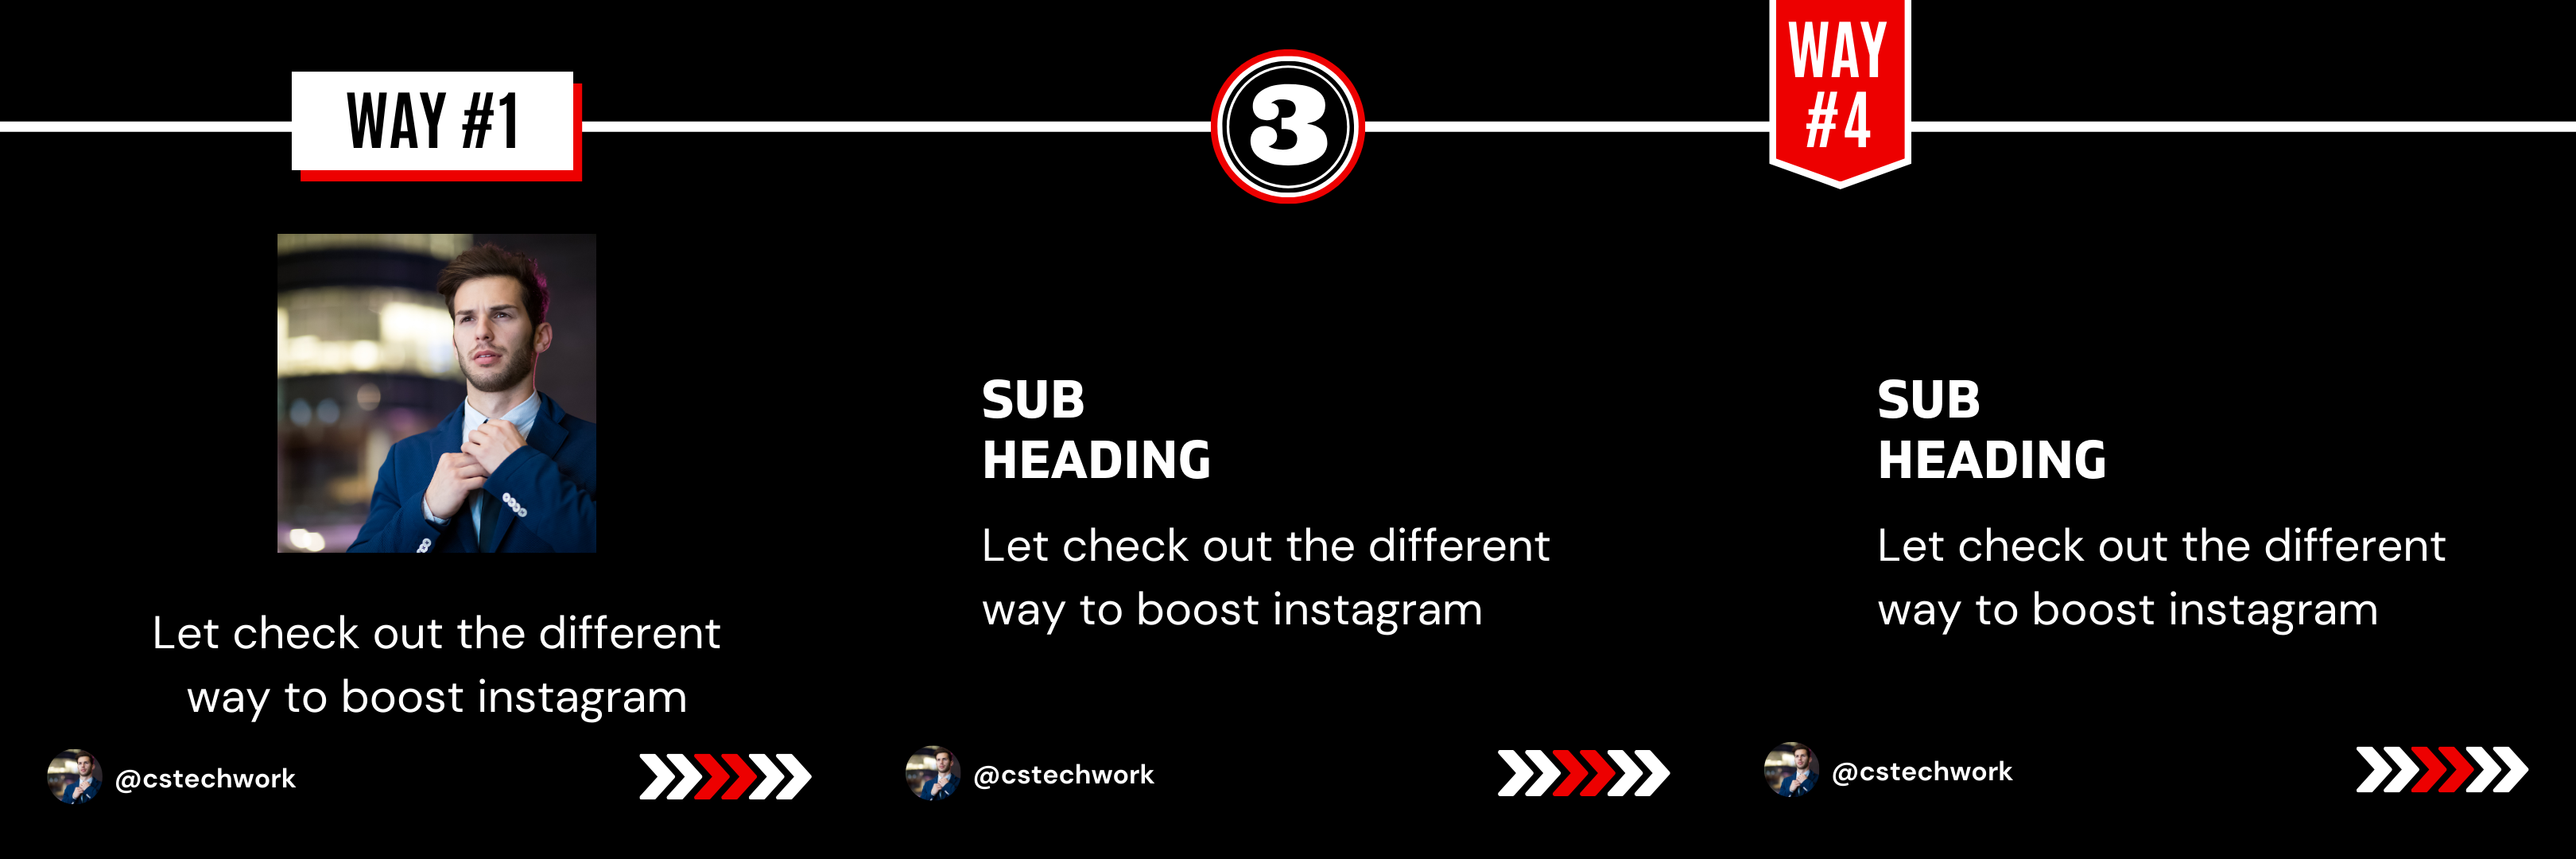 WAY #1
Let check out the different
way to boost instagram
@cstechwork
3
SUB
HEADING
Let check out the different
way to boost instagram
@cstechwork
WAY
#4
SUB
HEADING
Let check out the different
way to boost instagram
@cstechwork